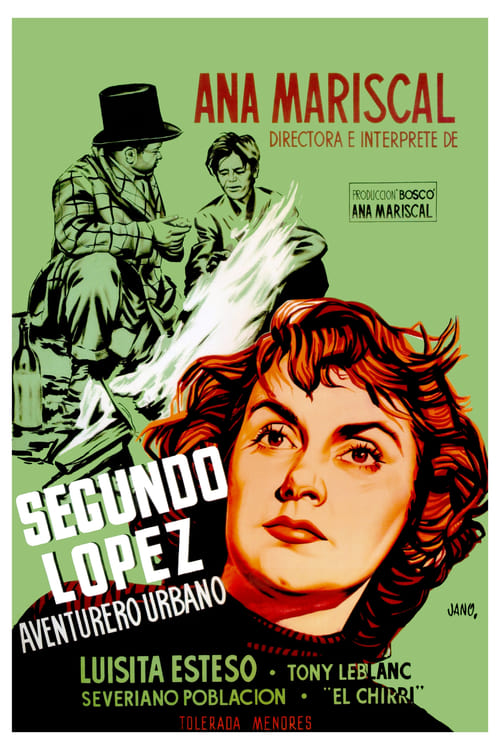 ANA MARISCAL
DIRECTORA E INTERPRETE DE
PRODUCCION "BOSCO"
ANA MARISCAL
SEGUNDO
LOPEZ
AVENTURERO URBANO
JANO,
LUISITA ESTESO · TONY LEBLANC
SEVERIANO POBLACION · "EL CHIRRI"
TOLERADA MENORES